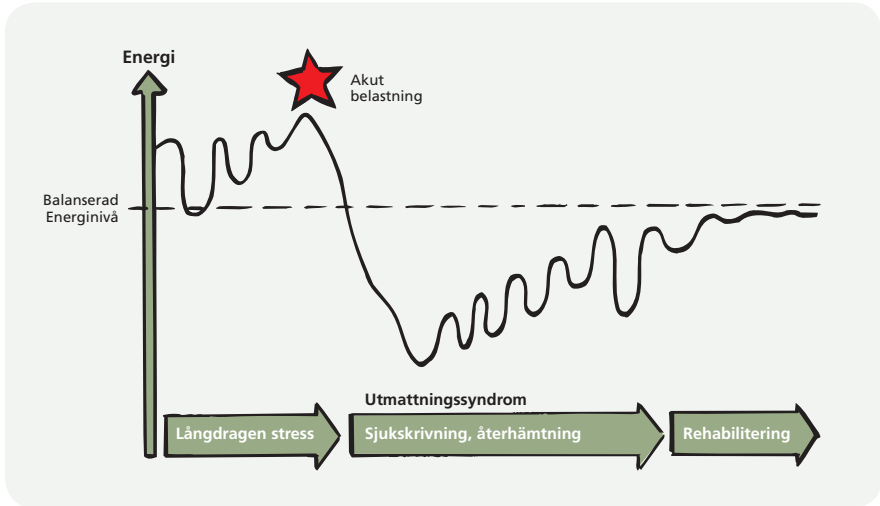 Energi
Akut
belastning
Balanserad
Energinivå
Utmattningssyndrom
Långdragen stress
Sjukskrivning, återhämtning
Rehabilitering